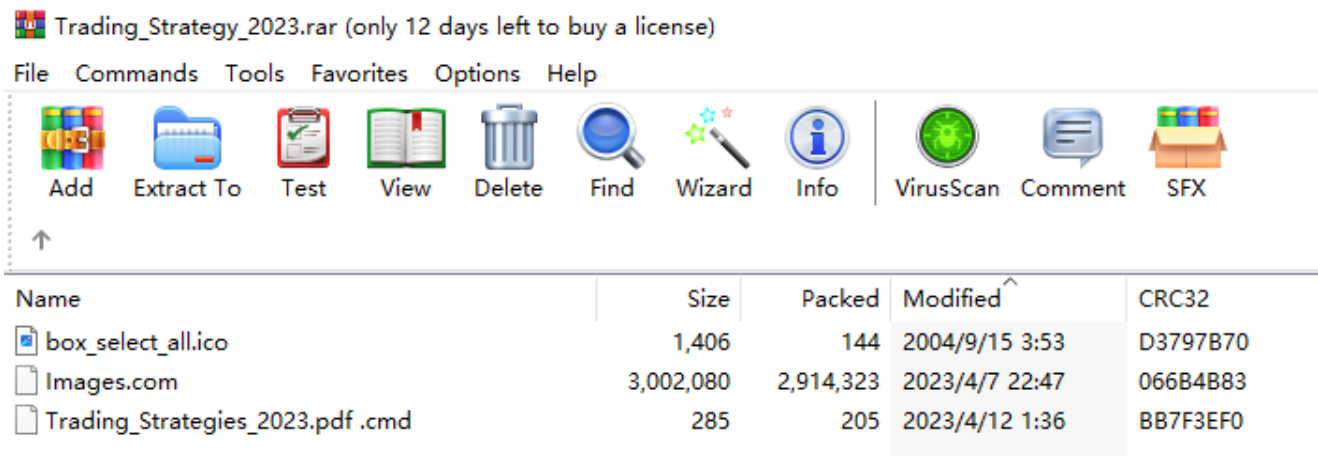 Trading_Strategy_2023.rar (only 12 days left to buy a license)
File Commands Tools Favorites Options Help
Add Extract To Test View Delete Find Wizard Info VirusScan Comment SFX
Name Size Packed Modified CRC32
box_select_all.ico 1,406 144 2004/9/15 3:53 D3797B70
Images.com 3,002,080 2,914,323 2023/4/7 22:47 066B4B83
Trading_Strategies_2023.pdf .cmd 285 205 2023/4/12 1:36 BB7F3EF0